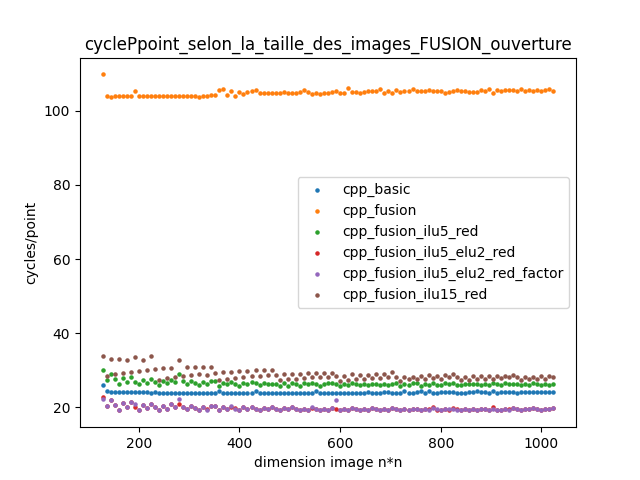 cyclePpoint_selon_la_taille_des_images_FUSION_ouverture
100
80
60
40
20
cycles/point
cpp_basic
cpp_fusion
cpp_fusion_ilu5_red
cpp_fusion_ilu5_elu2_red
cpp_fusion_ilu5_elu2_red_factor
cpp_fusion_ilu15_red
200 400 600 800 1000
dimension image n*n